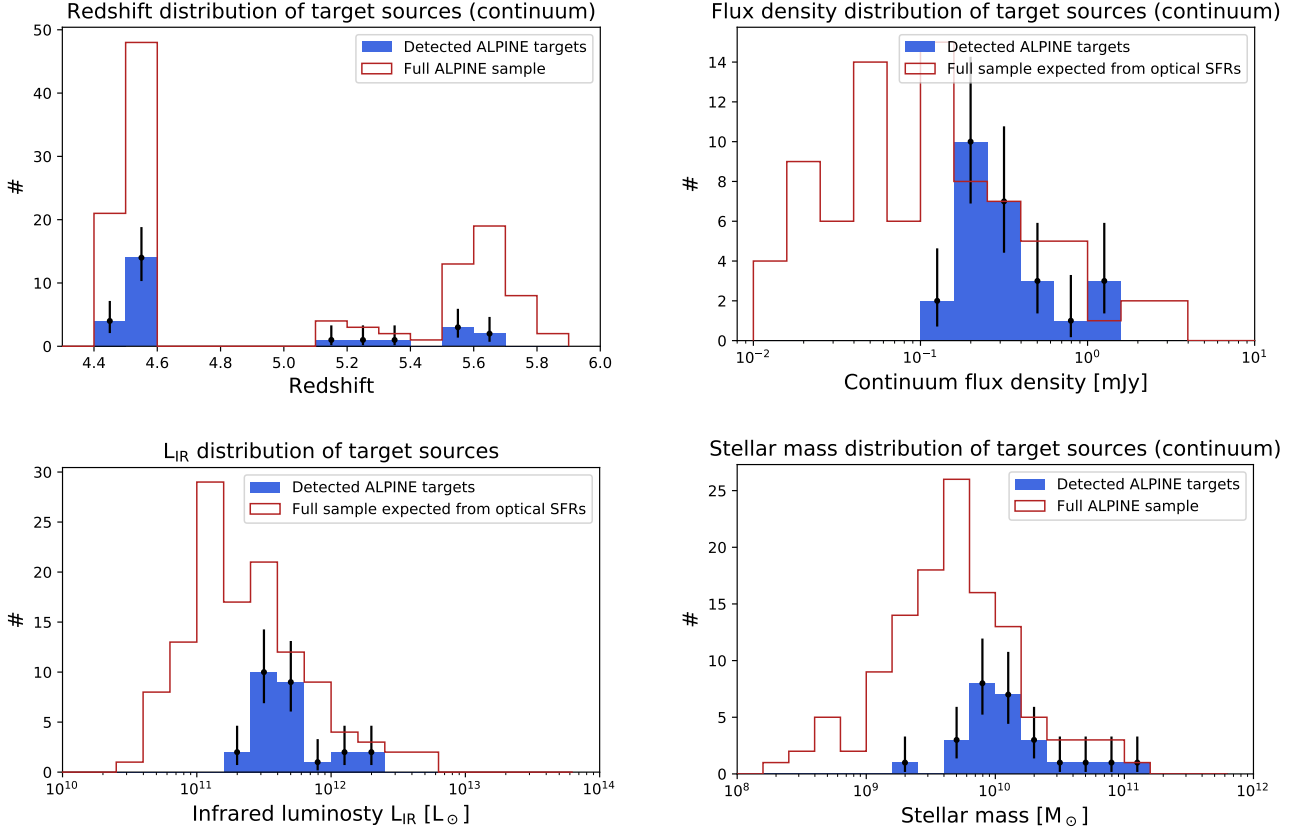 Redshift distribution of target sources (continuum)
50
40
30
20
10
0
#
Detected ALPINE targets
Full ALPINE sample
4.4 4.6 4.8 5.0 5.2 5.4 5.6 5.8 6.0
Redshift
Flux density distribution of target sources (continuum)
14
12
10
8
6
4
2
0
#
Detected ALPINE targets
Full sample expected from optical SFRs
10⁻² 10⁻¹ 10⁰ 10¹
Continuum flux density [mJy]
L_IR distribution of target sources
30
25
20
15
10
5
0
#
Detected ALPINE targets
Full sample expected from optical SFRs
10¹⁰ 10¹¹ 10¹² 10¹³ 10¹⁴
Infrared luminosty L_IR [L_⊙]
Stellar mass distribution of target sources (continuum)
25
20
15
10
5
0
#
Detected ALPINE targets
Full ALPINE sample
10⁸ 10⁹ 10¹⁰ 10¹¹ 10¹²
Stellar mass [M_⊙]